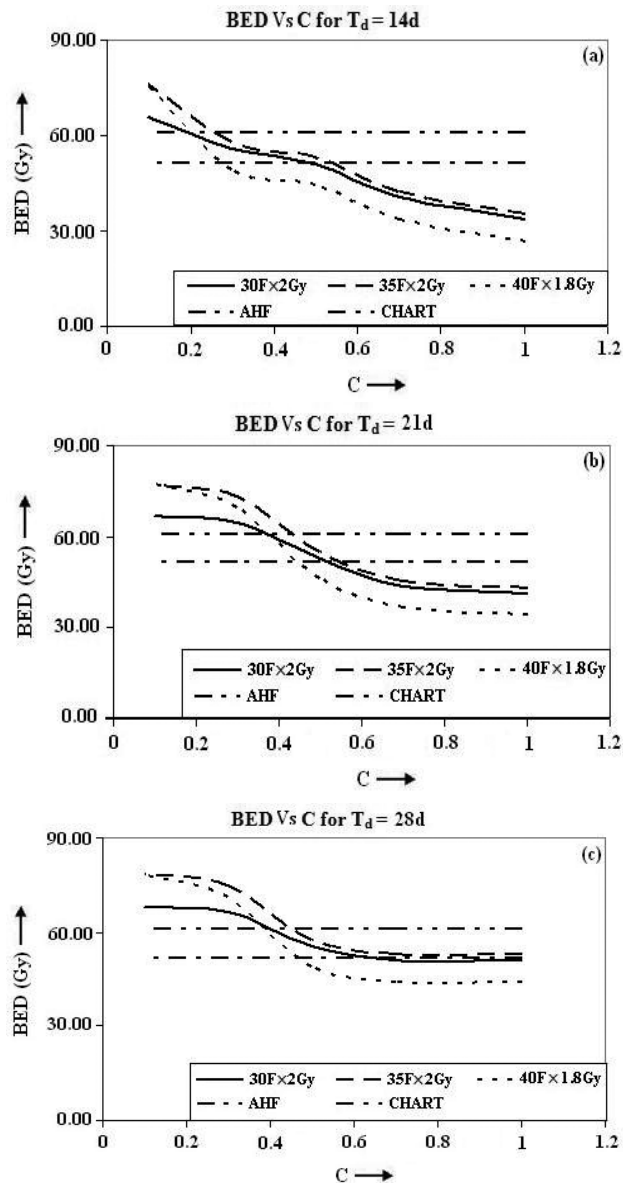 BED Vs C for Td = 14d
(a)
90.00
60.00
30.00
0.00
BED (Gy)
30F×2Gy 35F×2Gy 40F×1.8Gy
AHF CHART
0 0.2 0.4 0.6 0.8 1 1.2
C
BED Vs C for Td = 21d
(b)
90.00
60.00
30.00
0.00
BED (Gy)
30F×2Gy 35F×2Gy 40F×1.8Gy
AHF CHART
0 0.2 0.4 0.6 0.8 1 1.2
C
BED Vs C for Td = 28d
(c)
90.00
60.00
30.00
0.00
BED (Gy)
30F×2Gy 35F×2Gy 40F×1.8Gy
AHF CHART
0 0.2 0.4 0.6 0.8 1 1.2
C